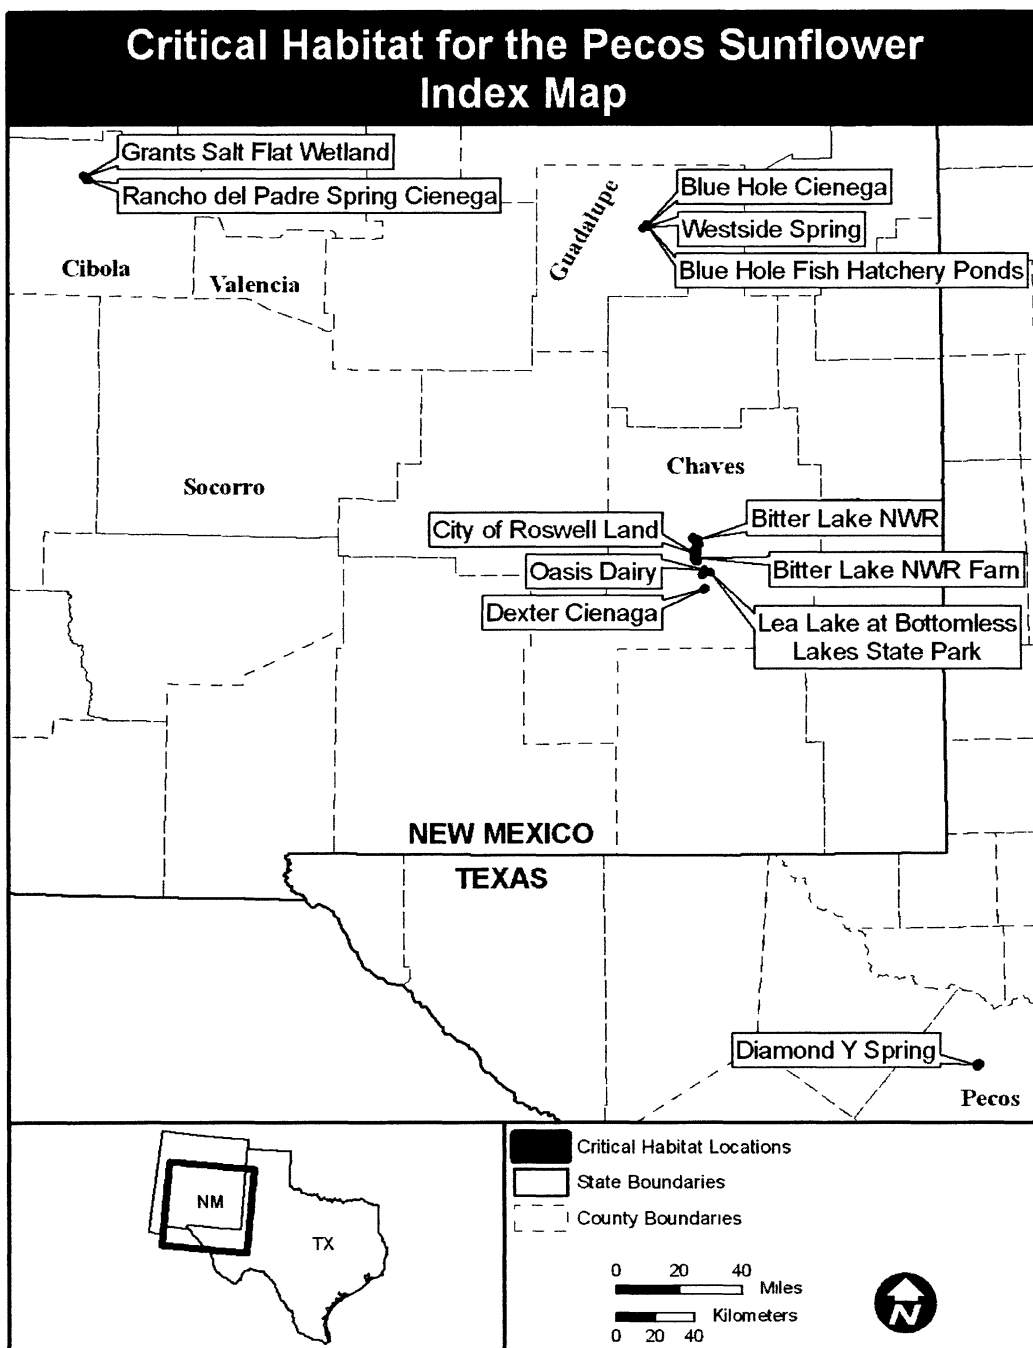 Critical Habitat for the Pecos Sunflower
Index Map
Grants Salt Flat Wetland
Rancho del Padre Spring Cienega
Blue Hole Cienega
Westside Spring
Blue Hole Fish Hatchery Ponds
Guadalupe
Cibola
Valencia
Socorro
Chaves
City of Roswell Land
Bitter Lake NWR
Oasis Dairy
Bitter Lake NWR Farm
Dexter Cienaga
Lea Lake at Bottomless
Lakes State Park
NEW MEXICO
TEXAS
Diamond Y Spring
Pecos
NM
TX
Critical Habitat Locations
State Boundaries
County Boundaries
0 20 40
Miles
Kilometers
0 20 40
N